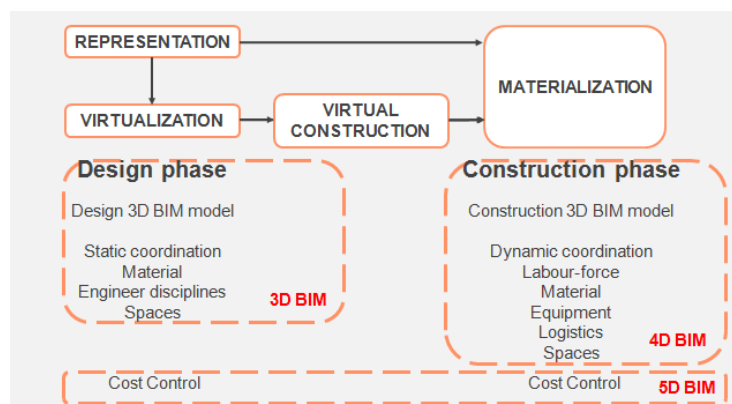 REPRESENTATION
MATERIALIZATION
VIRTUALIZATION
VIRTUAL
CONSTRUCTION
Design phase
Design 3D BIM model
Static coordination
Material
Engineer disciplines
Spaces
3D BIM
Construction phase
Construction 3D BIM model
Dynamic coordination
Labour-force
Material
Equipment
Logistics
Spaces
4D BIM
Cost Control
Cost Control
5D BIM